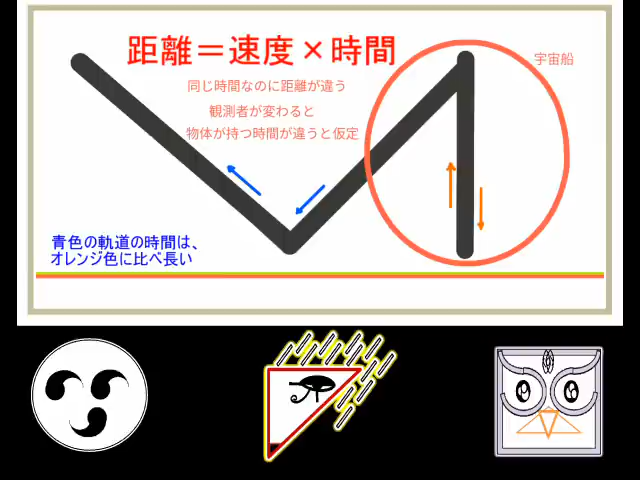 距離＝速度×時間
宇宙船
同じ時間なのに距離が違う
観測者が変わると
物体が持つ時間が違うと仮定
青色の軌道の時間は、
オレンジ色に比べ長い